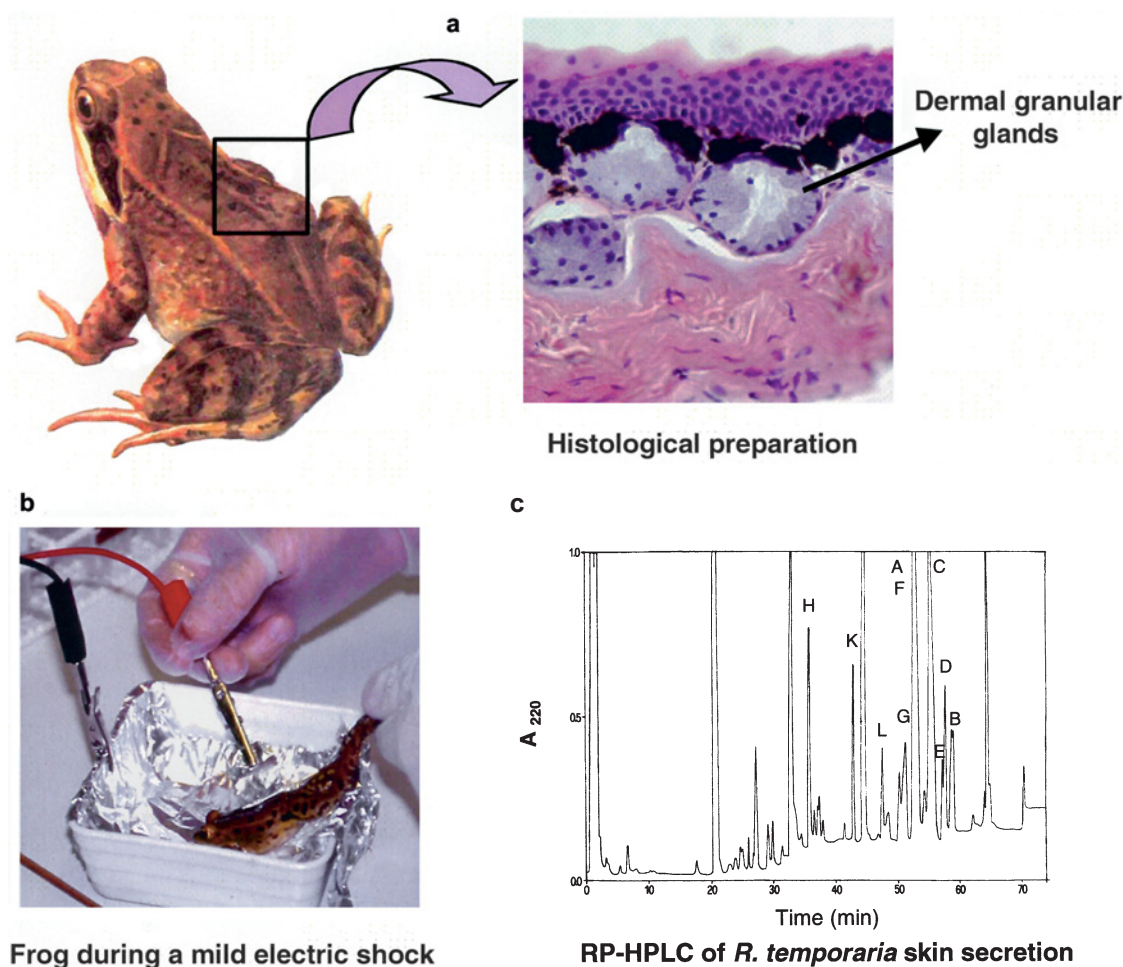 a
Dermal granular
glands
Histological preparation
b
Frog during a mild electric shock
c
1.0
0.5
0.0
A 220
H
K
L
G
A
F
C
D
E
B
0
10
20
30
40
50
60
70
Time (min)
RP-HPLC of R. temporaria skin secretion